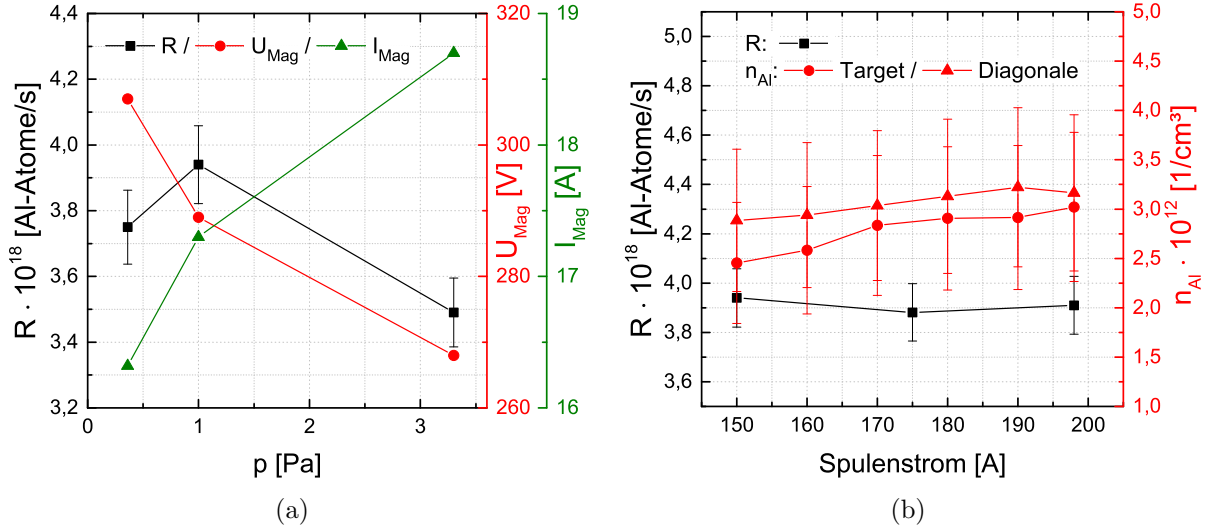 R / U_Mag / I_Mag
R · 10^18 [Al-Atome/s]
4,4
4,2
4,0
3,8
3,6
3,4
3,2
0 1 2 3
p [Pa]
320
300
280
260
U_Mag [V]
19
18
17
16
I_Mag [A]
(a)
R:
n_Al: Target / Diagonale
R · 10^18 [Al-Atome/s]
5,0
4,8
4,6
4,4
4,2
4,0
3,8
3,6
150 160 170 180 190 200
Spulenstrom [A]
5,0
4,5
4,0
3,5
3,0
2,5
2,0
1,5
1,0
n_Al · 10^12 [1/cm³]
(b)